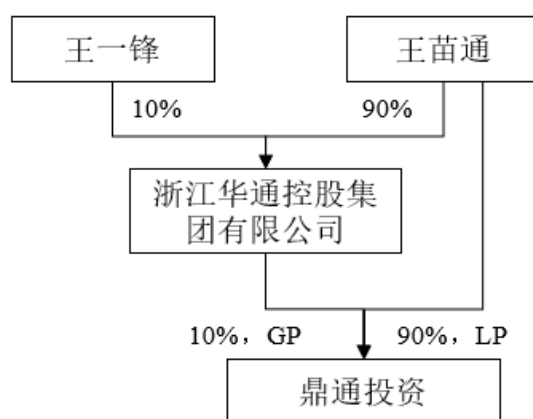 王一锋
王苗通
10%
90%
浙江华通控股集
团有限公司
10%，GP
90%，LP
鼎通投资